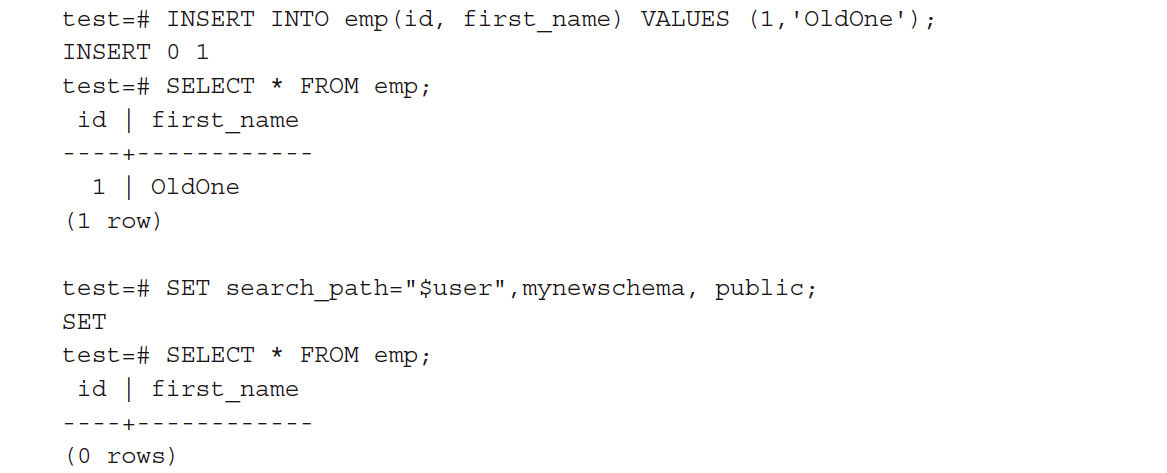 test=# INSERT INTO emp(id, first_name) VALUES (1,'OldOne');
INSERT 0 1
test=# SELECT * FROM emp;
 id | first_name
----+------------
  1 | OldOne
(1 row)

test=# SET search_path="$user",mynewschema, public;
SET
test=# SELECT * FROM emp;
 id | first_name
----+------------
(0 rows)